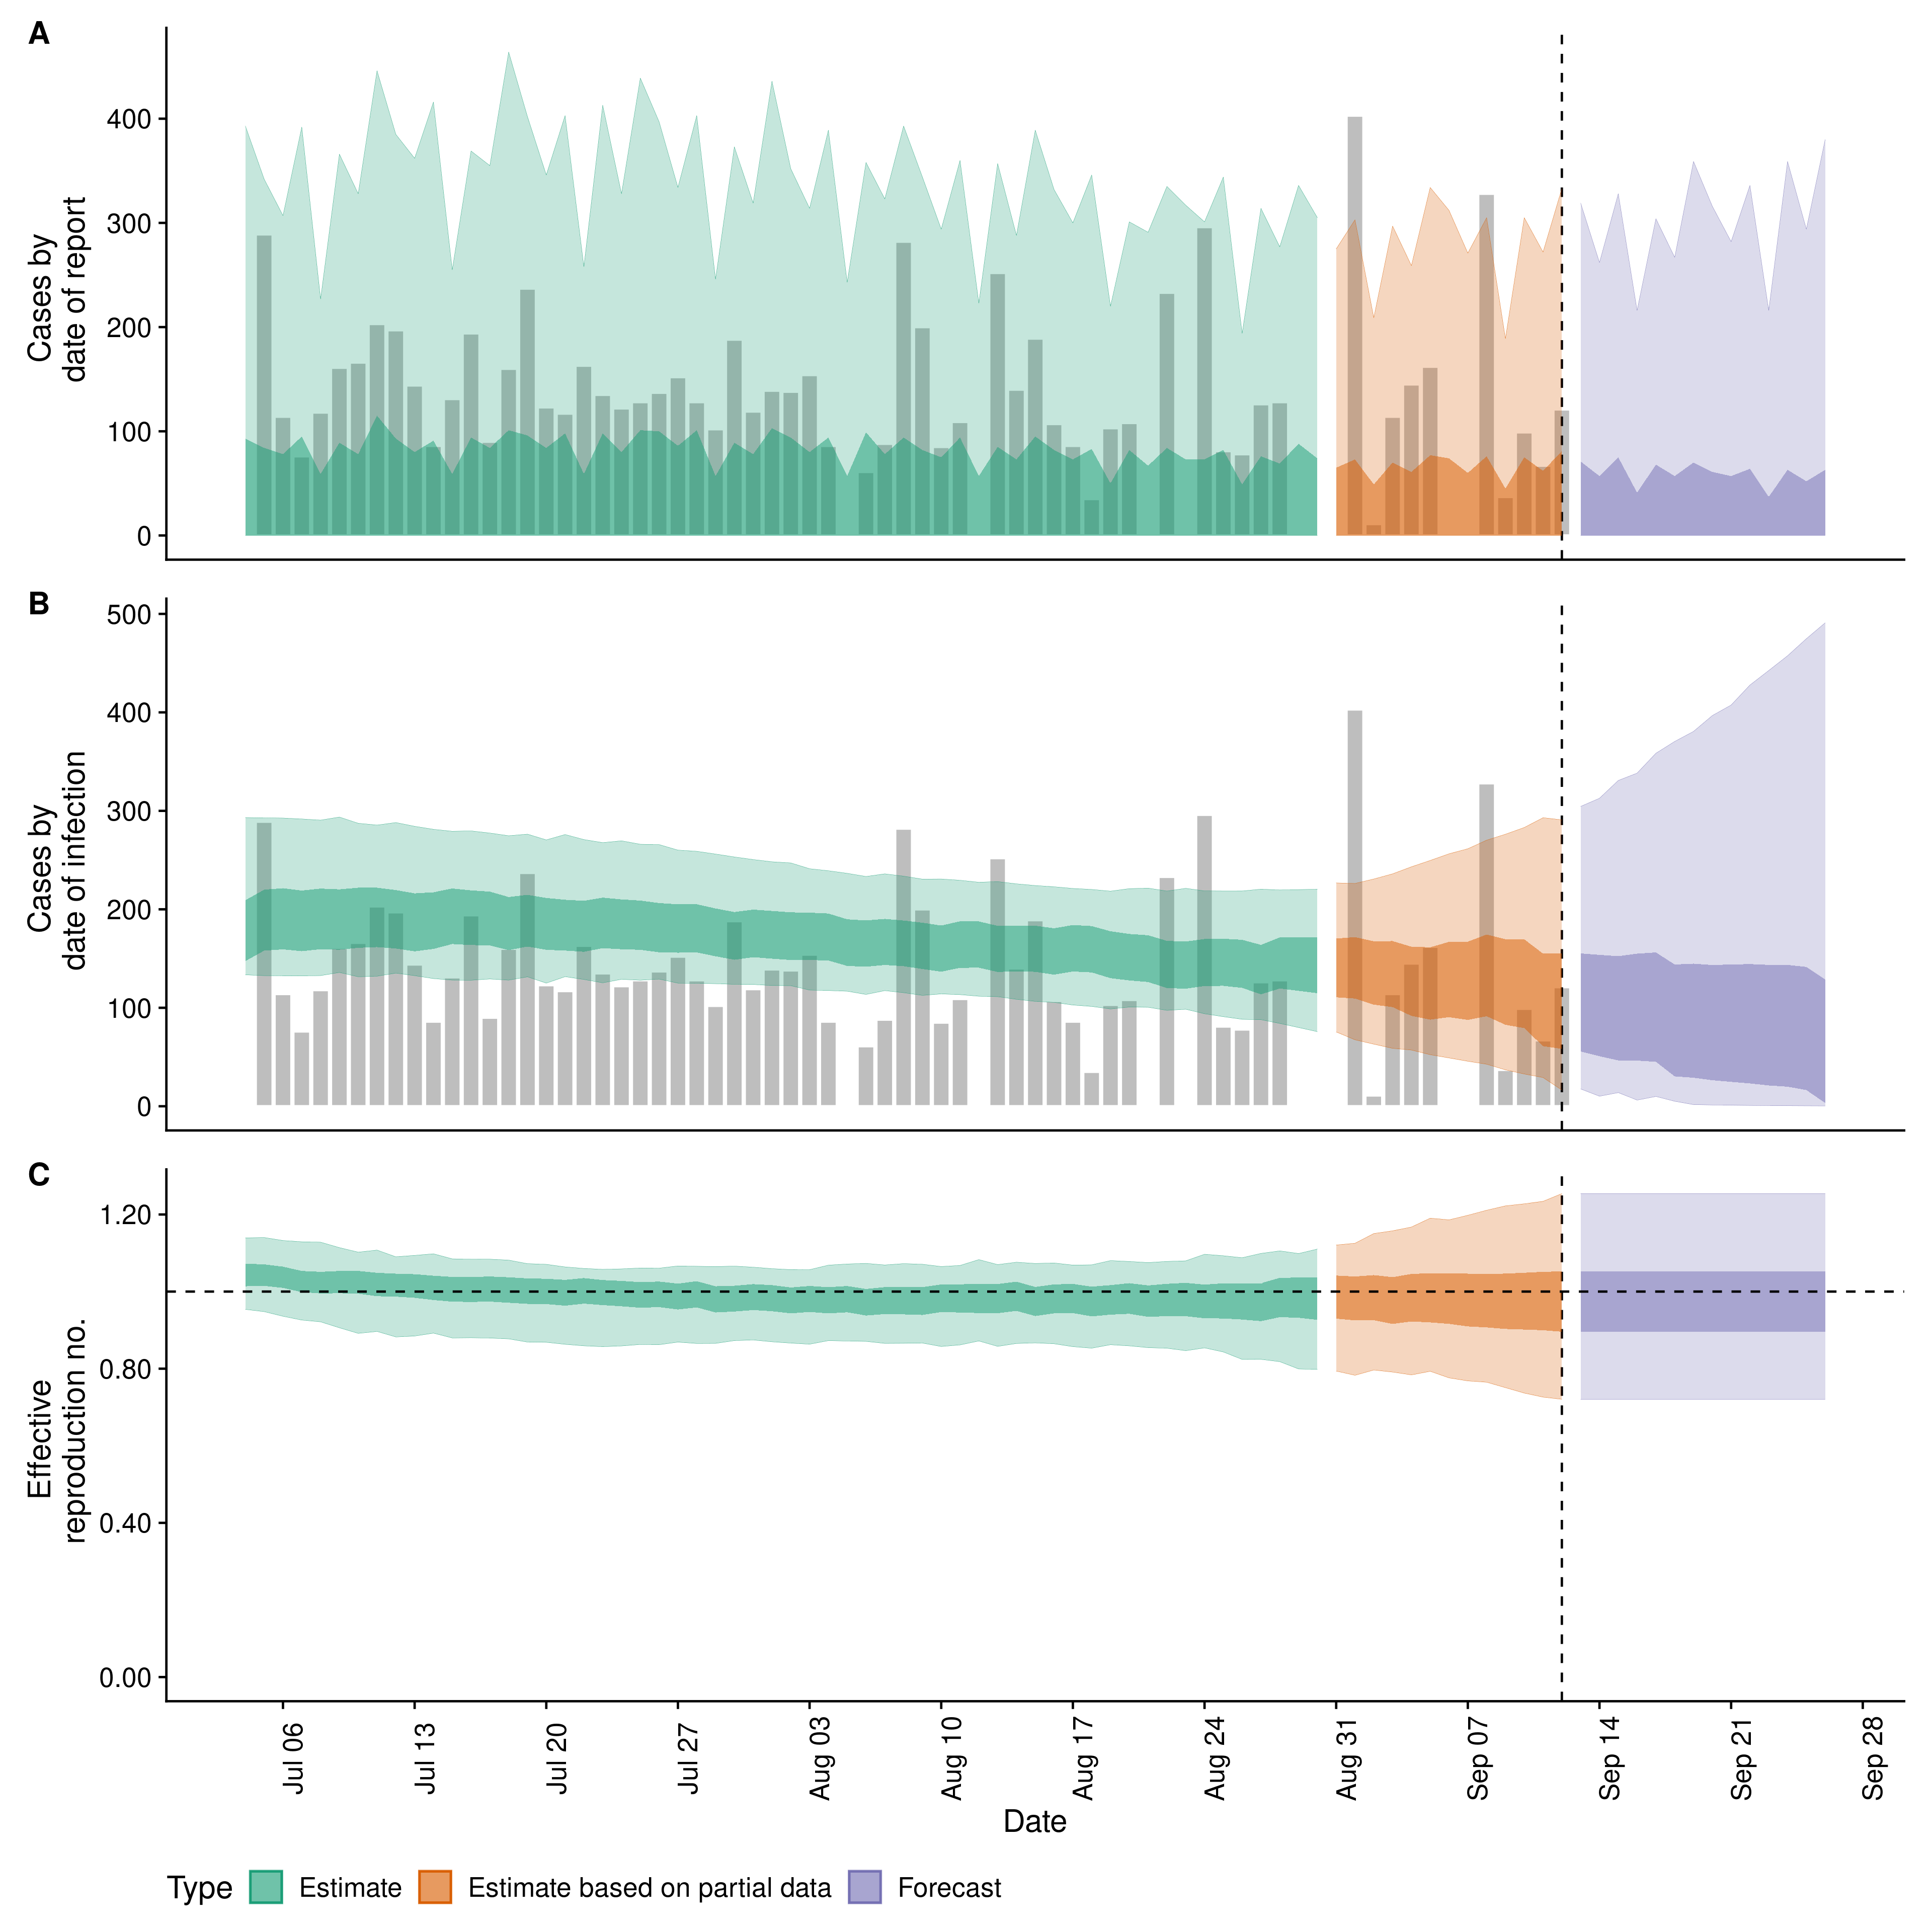 A
Cases by
date of report
400
300
200
100
0
B
Cases by
date of infection
500
400
300
200
100
0
C
Effective
reproduction no.
1.20
0.80
0.40
0.00
Jul 06
Jul 13
Jul 20
Jul 27
Aug 03
Aug 10
Aug 17
Aug 24
Aug 31
Sep 07
Sep 14
Sep 21
Sep 28
Date
Type Estimate Estimate based on partial data Forecast